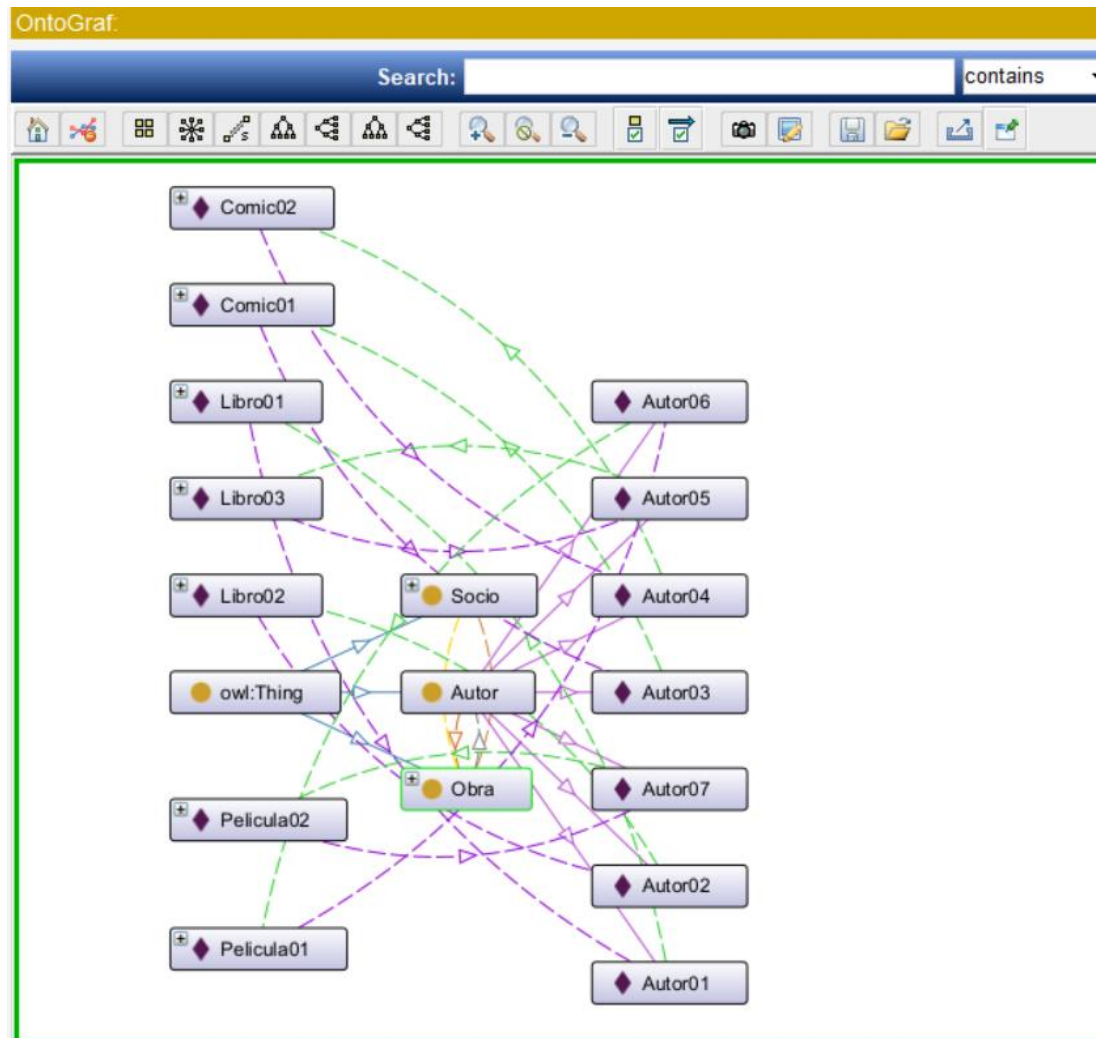 OntoGraf:
Search:
contains
Comic02
Comic01
Libro01
Autor06
Libro03
Autor05
Libro02
Socio
Autor04
owl:Thing
Autor
Autor03
Obra
Autor07
Pelicula02
Autor02
Pelicula01
Autor01